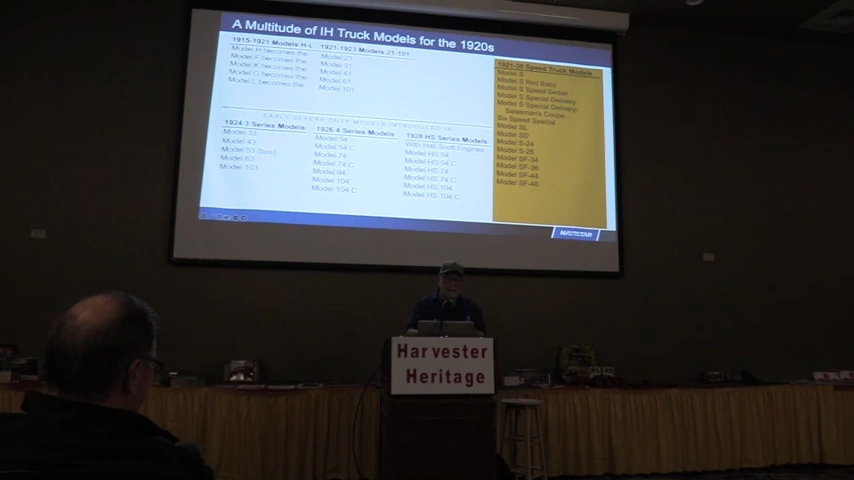 A Multitude of IH Truck Models for the 1920s
1915-1921 Models H-L
Model H becomes the
Model F becomes the
Model K becomes the
Model G becomes the
Model L becomes the
1921-1923 Models 21-101
Model 21
Model 31
Model 41
Model 61
Model 101
EARLY SEVERE DUTY MODELS INTRODUCED IN
1924 3 Series Models
Model 33
Model 43
Model 53 (bus)
Model 63
Model 103
1926 4 Series Models
Model 54
Model 54 C
Model 74
Model 74 C
Model 94
Model 104
Model 104 C
1928 HS Series Models
With Hall Scott Engines
Model HS 54
Model HS 54 C
Model HS 74
Model HS 74 C
Model HS 104
Model HS 104 C
1921-30 Speed Truck Models
Model S
Model S Red Baby
Model S Speed Sedan
Model S Special Delivery
Model S Special Delivery-
Salesman's Coupe
Six Speed Special
Model SL
Model SD
Model S-24
Model S-26
Model SF-34
Model SF-36
Model SF-44
Model SF-46
NAVISTAR
Harvester
Heritage